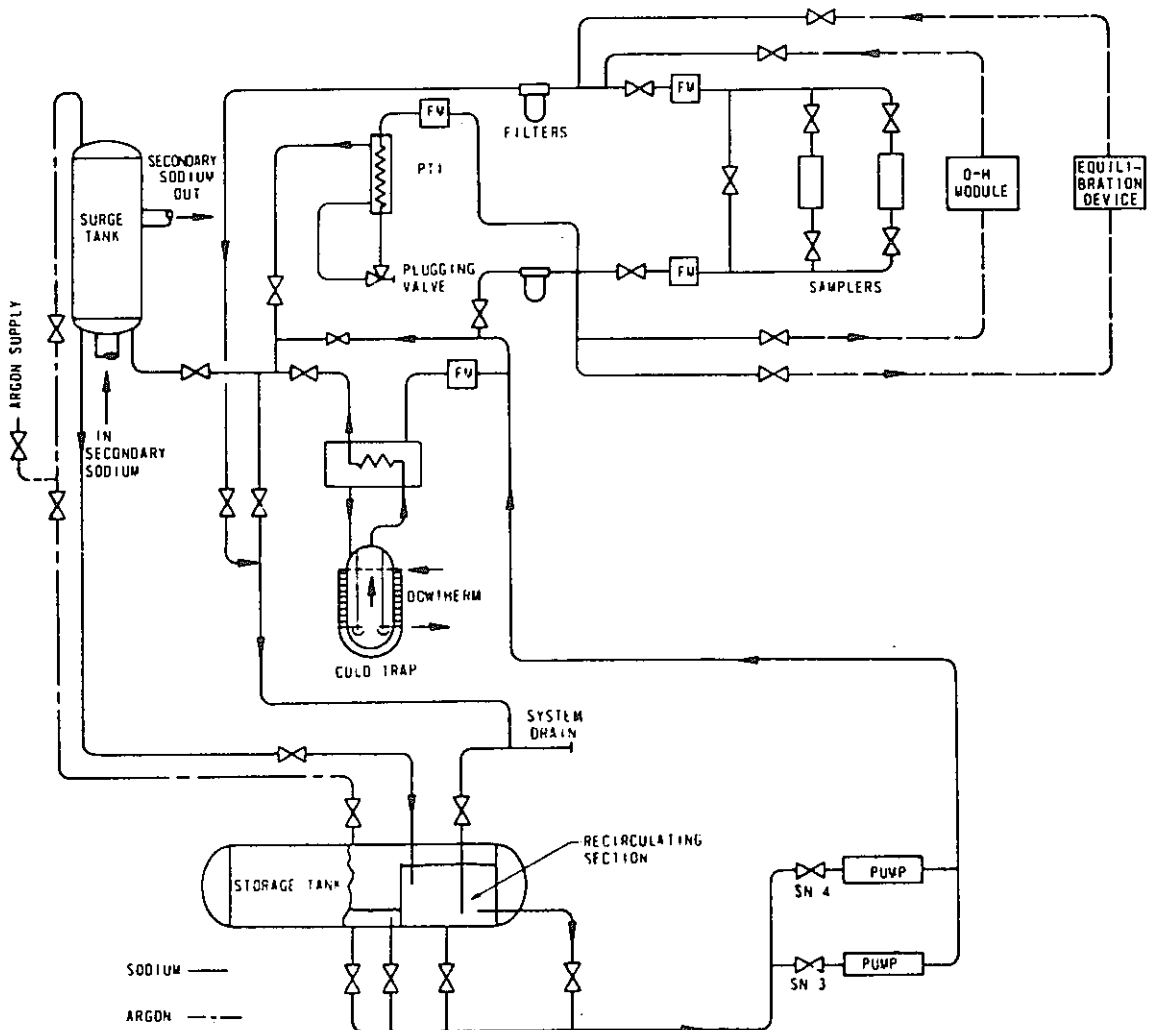 FM
FILTERS
FM
PTI
SECONDARY
SODIUM
OUT
SURGE
TANK
O-H
MODULE
EQUILI-
BRATION
DEVICE
PLUGGING
VALVE
FM
SAMPLERS
ARGON SUPPLY
FM
IN
SECONDARY
SODIUM
DOWTHERM
COLD TRAP
SYSTEM
DRAIN
RECIRCULATING
SECTION
STORAGE TANK
PUMP
SN 4
PUMP
SN 3
SODIUM
ARGON